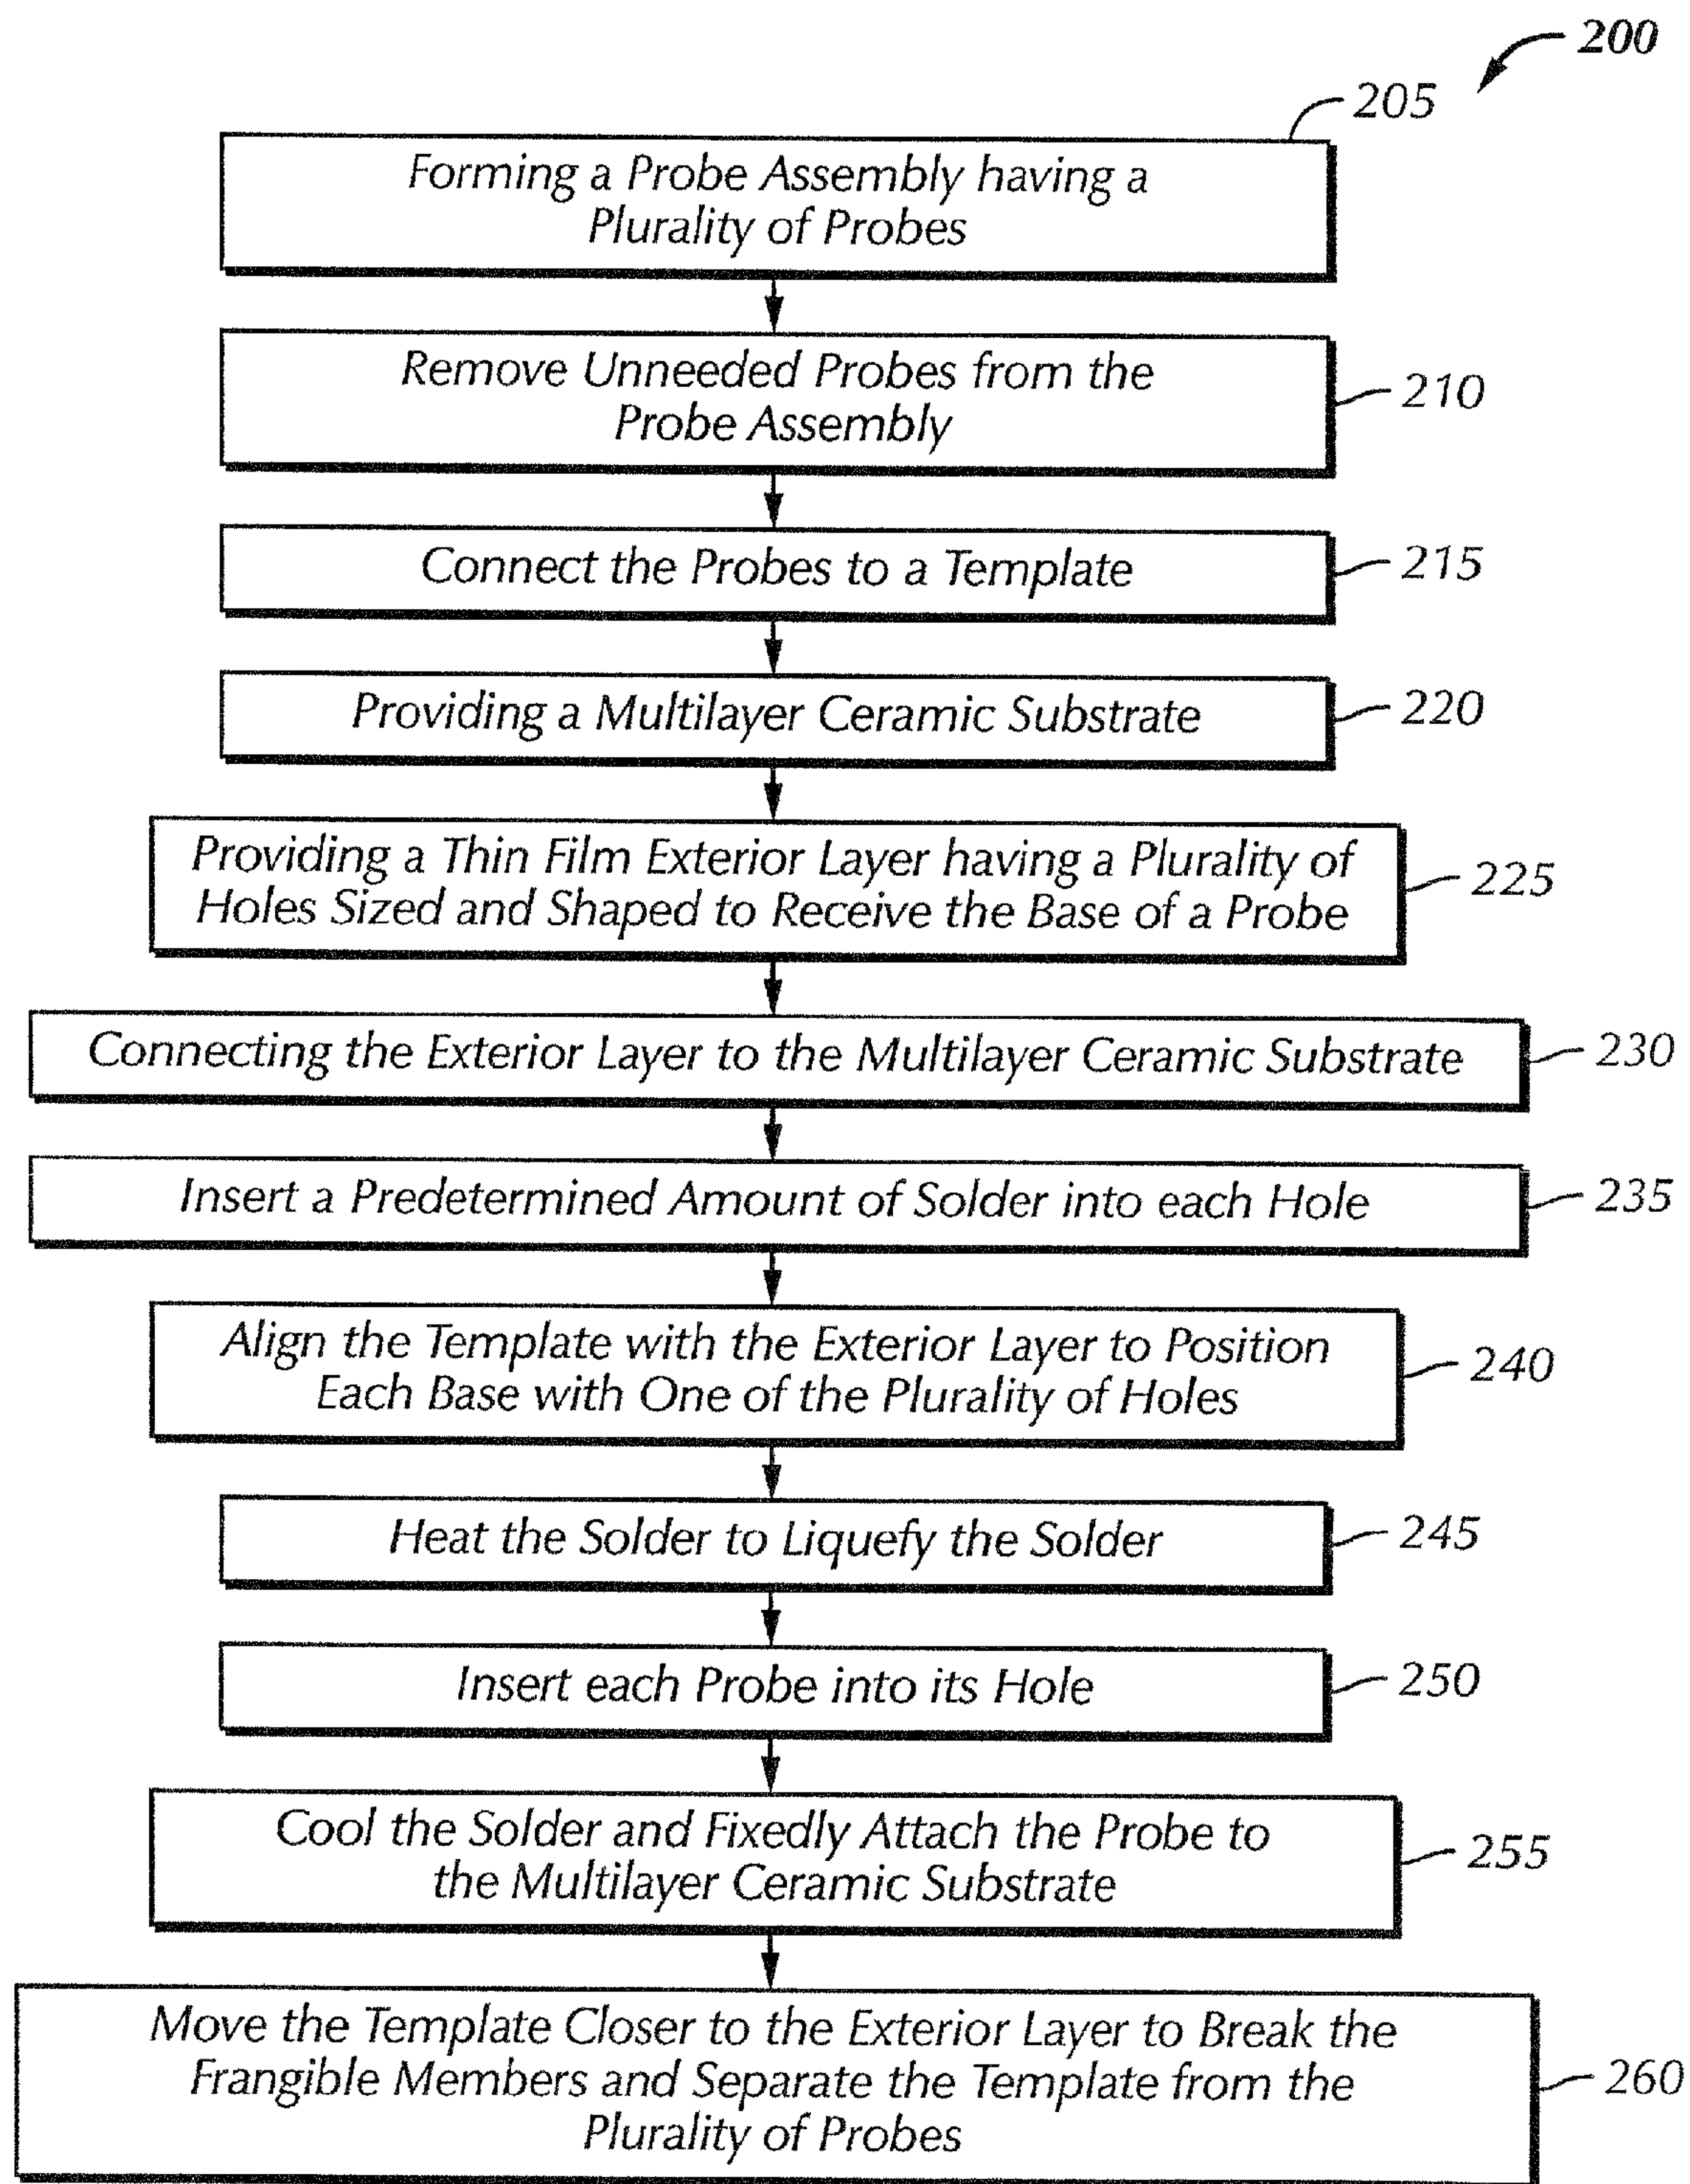 200
205
Forming a Probe Assembly having a
Plurality of Probes
Remove Unneeded Probes from the
Probe Assembly
210
Connect the Probes to a Template
215
Providing a Multilayer Ceramic Substrate
220
Providing a Thin Film Exterior Layer having a Plurality of
Holes Sized and Shaped to Receive the Base of a Probe
225
Connecting the Exterior Layer to the Multilayer Ceramic Substrate
230
Insert a Predetermined Amount of Solder into each Hole
235
Align the Template with the Exterior Layer to Position
Each Base with One of the Plurality of Holes
240
Heat the Solder to Liquefy the Solder
245
Insert each Probe into its Hole
250
Cool the Solder and Fixedly Attach the Probe to
the Multilayer Ceramic Substrate
255
Move the Template Closer to the Exterior Layer to Break the
Frangible Members and Separate the Template from the
Plurality of Probes
260